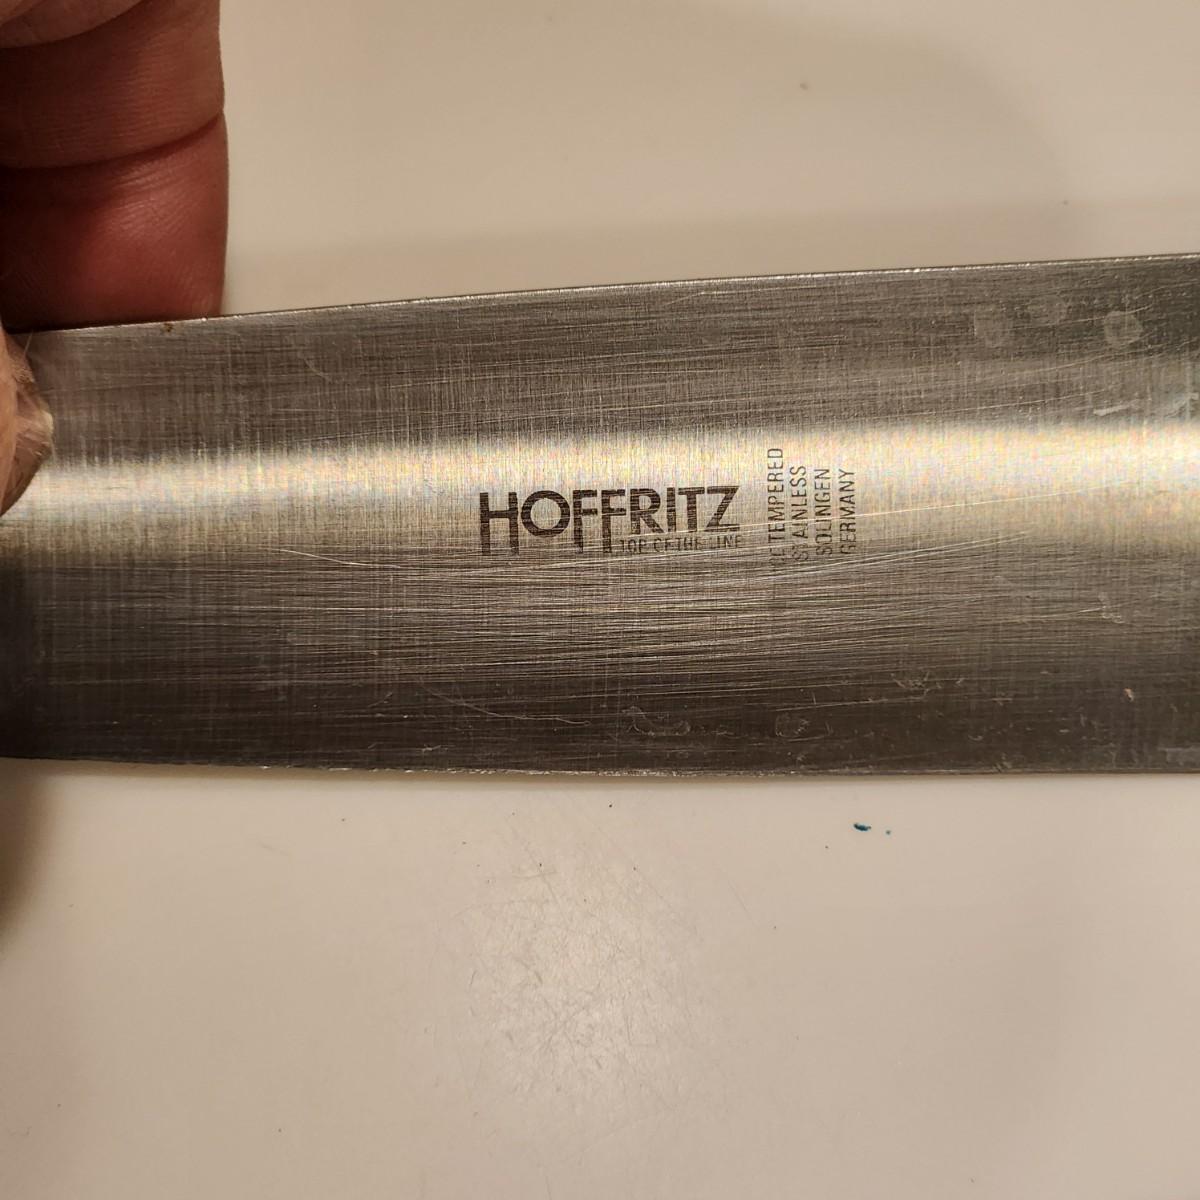 HOFFRITZ
TOP OF THE LINE
ICE TEMPERED
STAINLESS
SOLINGEN
GERMANY